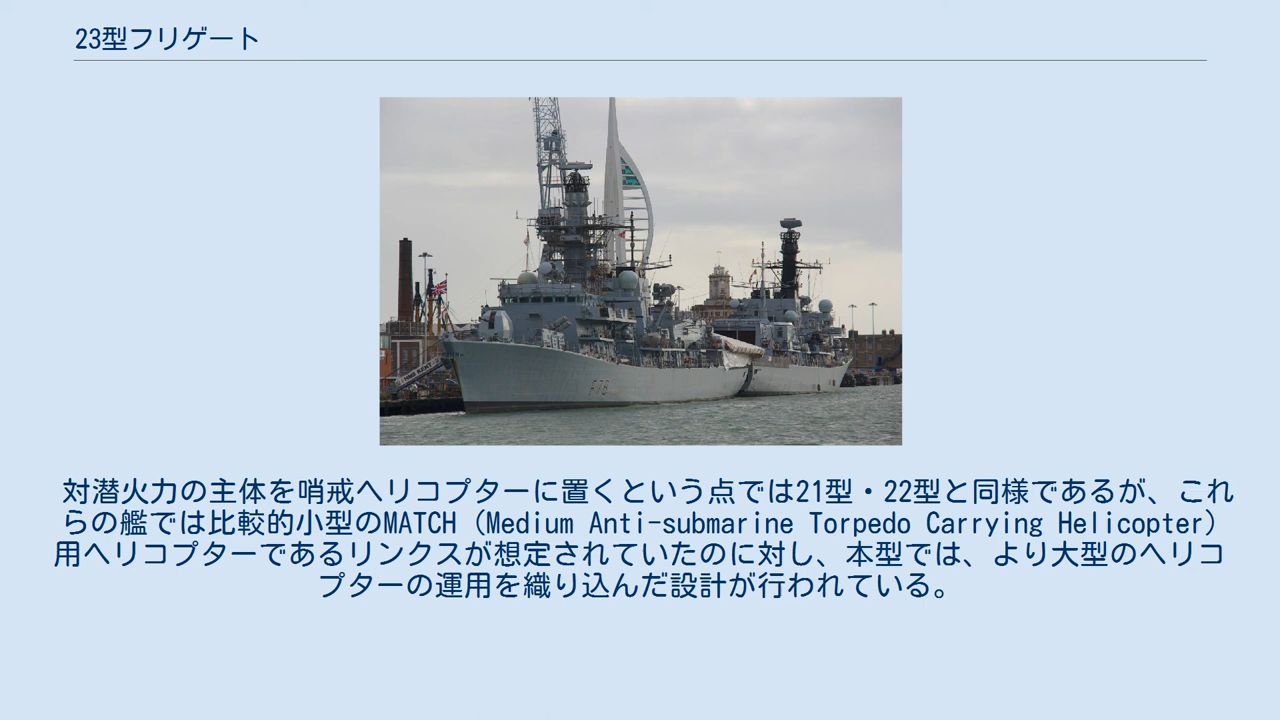 23型フリゲート
F78
対潜火力の主体を哨戒ヘリコプターに置くという点では21型・22型と同様であるが、これ
らの艦では比較的小型のMATCH（Medium Anti-submarine Torpedo Carrying Helicopter）
用ヘリコプターであるリンクスが想定されていたのに対し、本型では、より大型のヘリコ
プターの運用を織り込んだ設計が行われている。